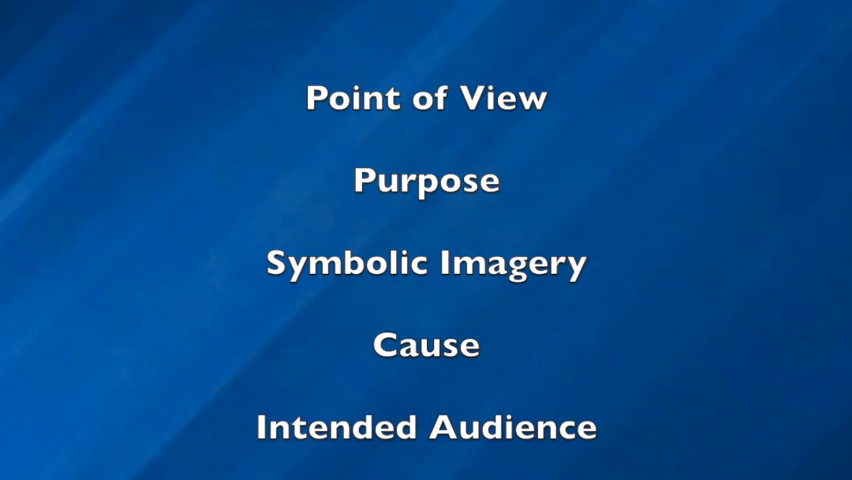 Point of View
Purpose
Symbolic Imagery
Cause
Intended Audience